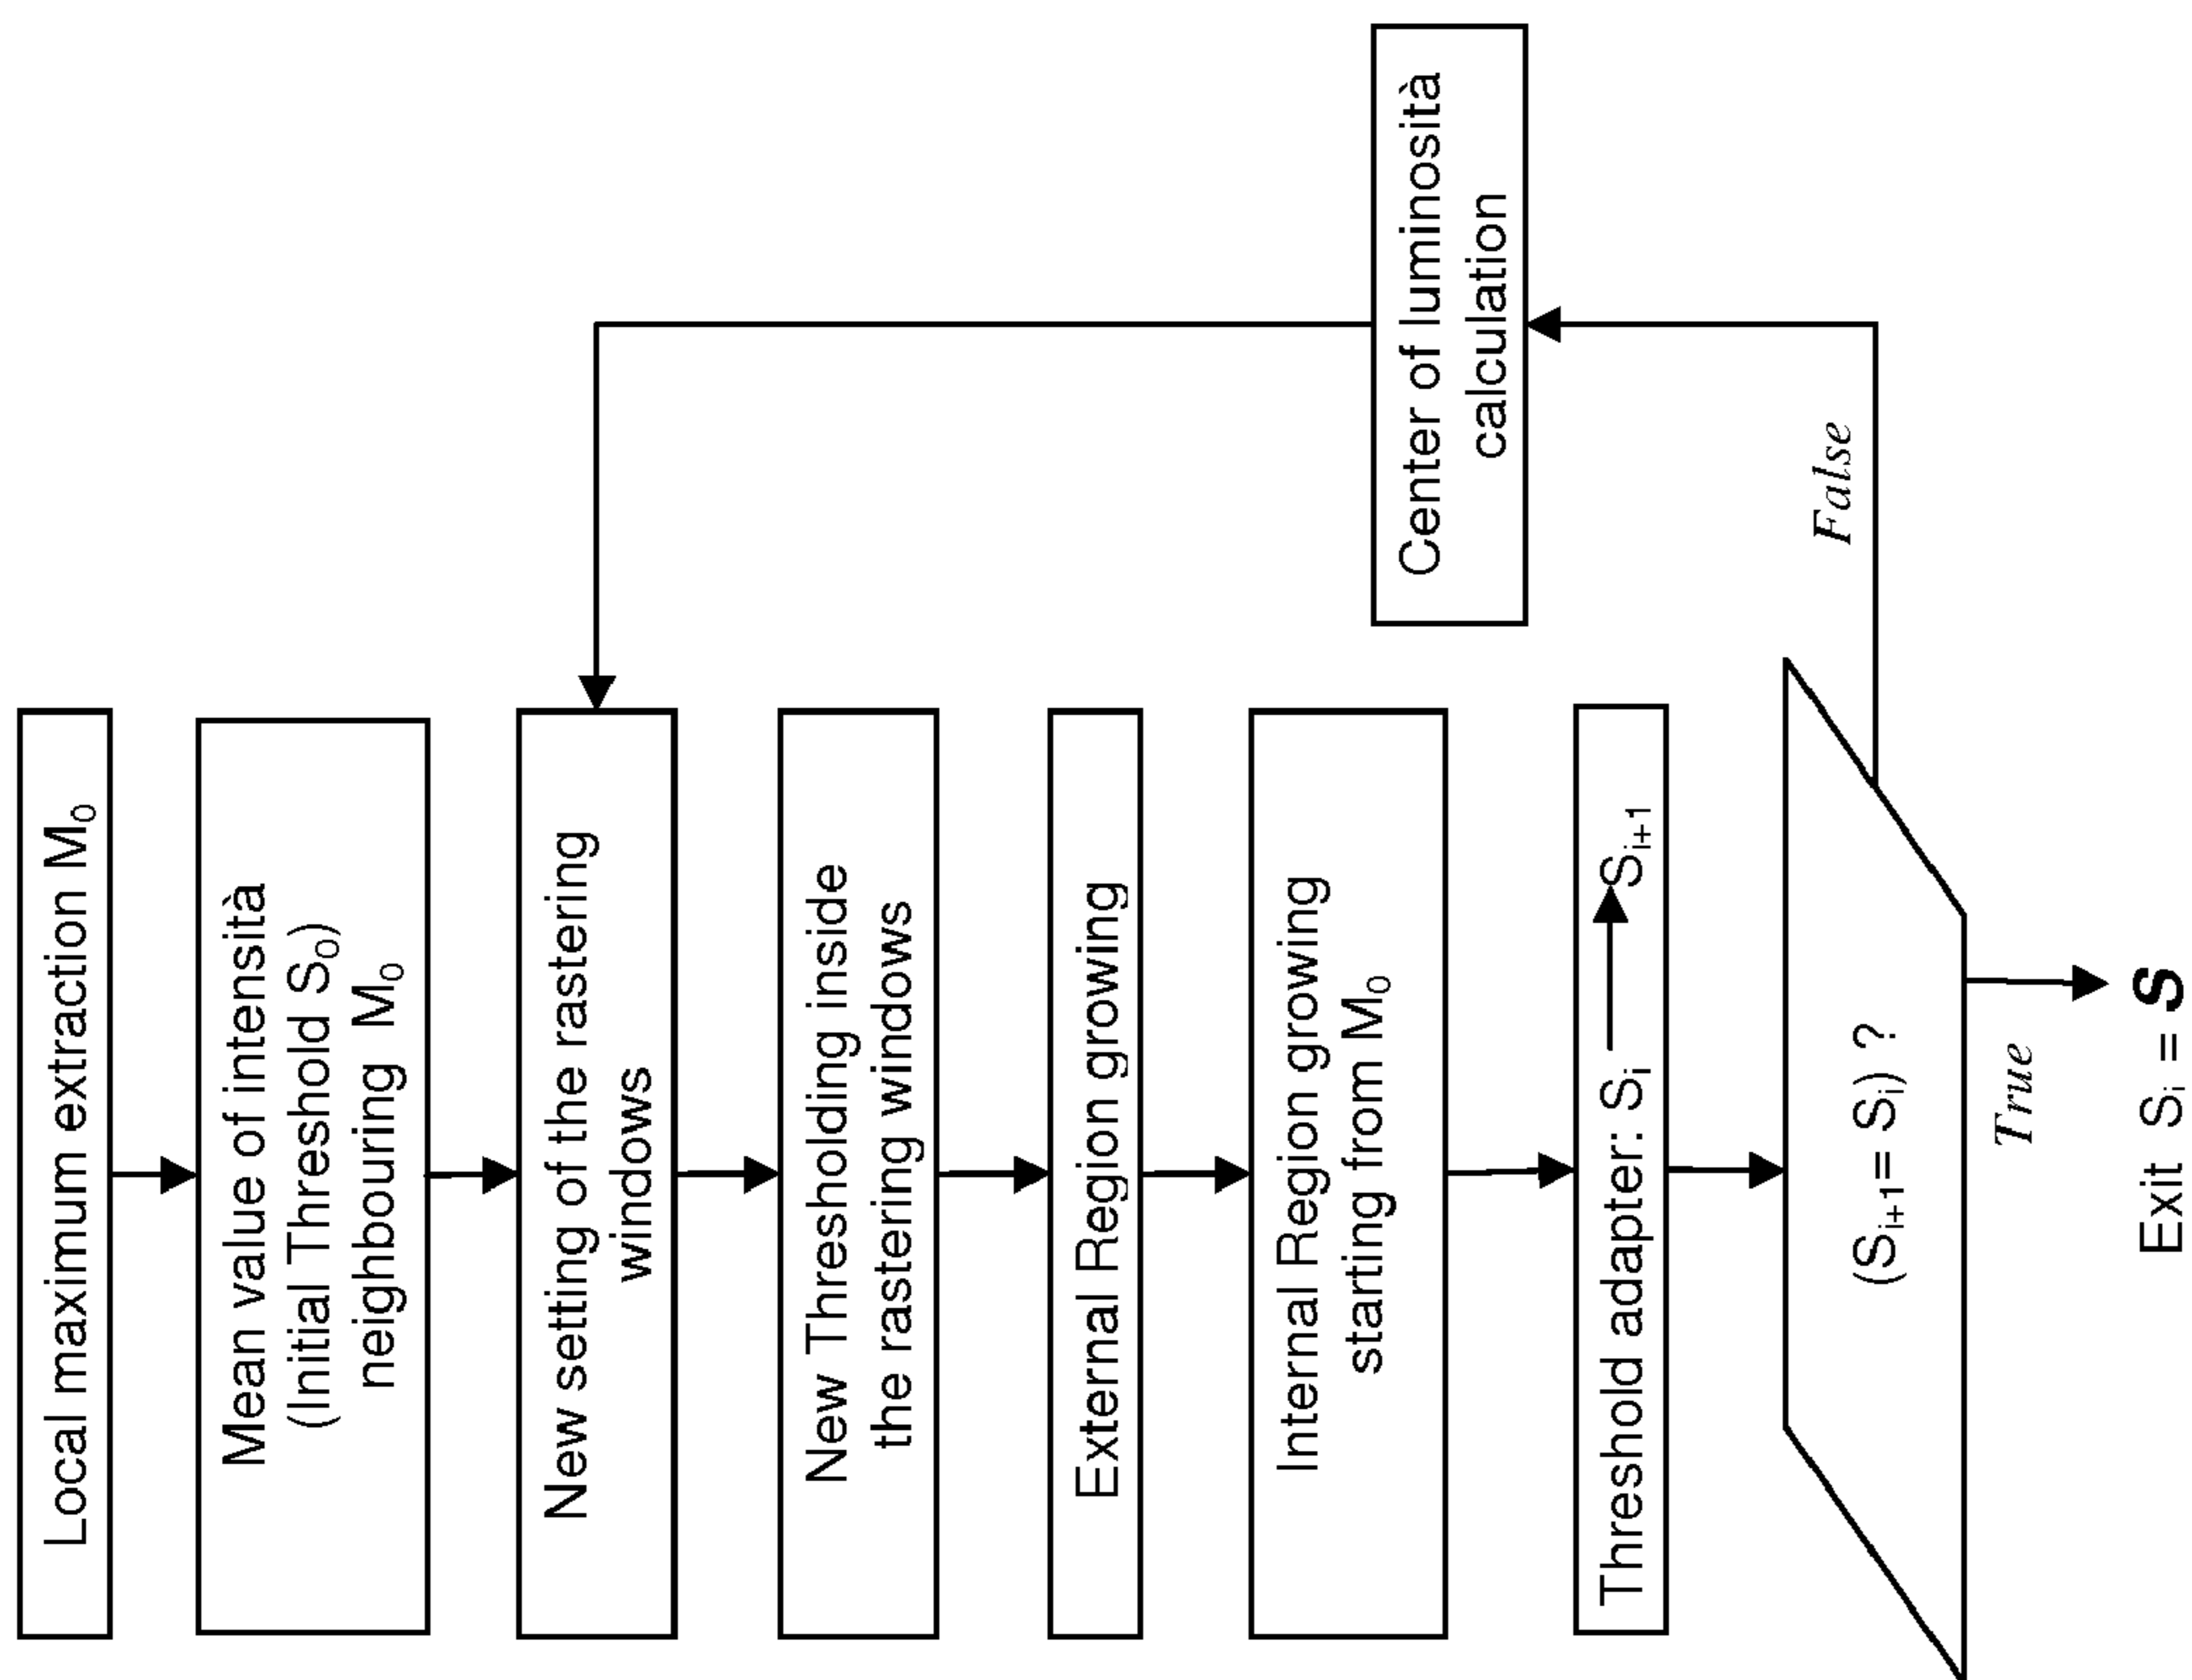 Local maximum extraction M₀
Mean value of intensità
(Initial Threshold S₀)
neighbouring M₀
New setting of the rastering
windows
New Thresholding inside
the rastering windows
External Region growing
Internal Region growing
starting from M₀
Threshold adapter: Sᵢ → Sᵢ₊₁
(Sᵢ₊₁= Sᵢ) ?
True
Exit Sᵢ = S
False
Center of luminosità
calculation